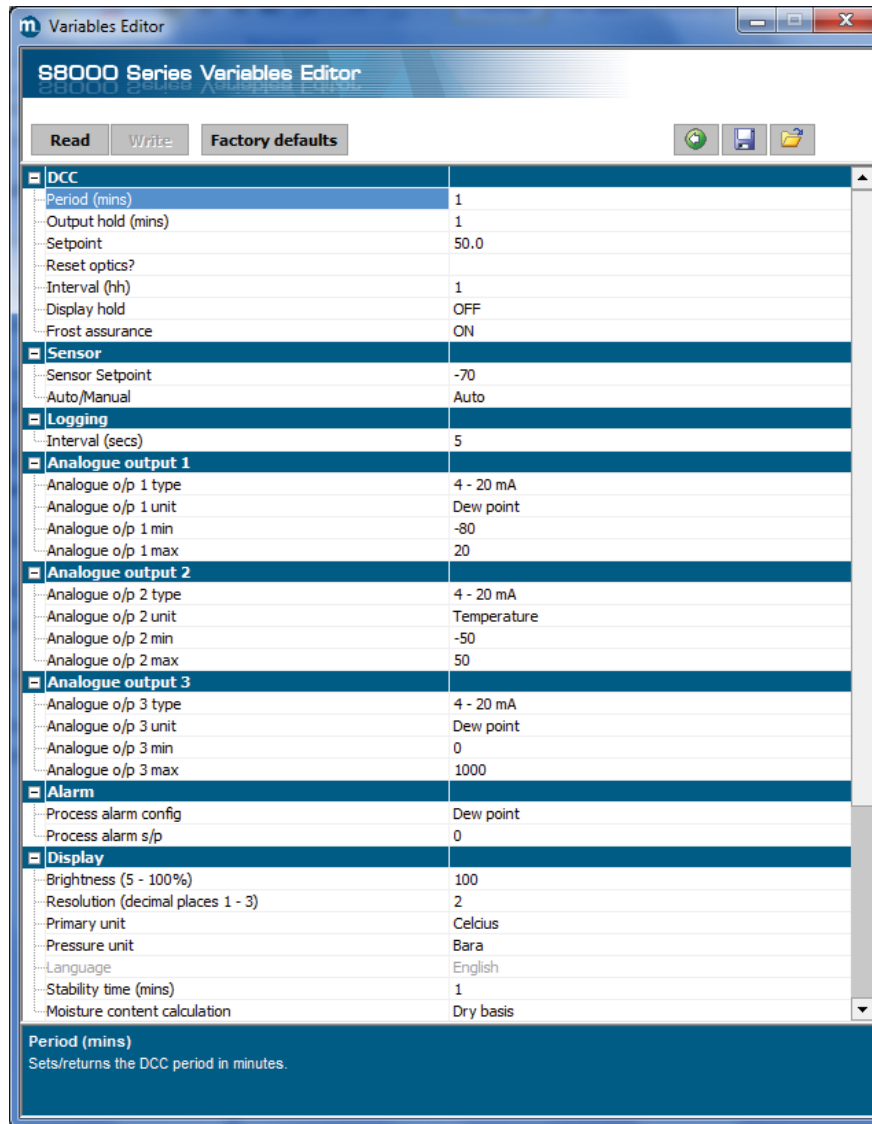 m Variables Editor
S8000 Series Variables Editor
Read Write Factory defaults
DCC
Period (mins) 1
Output hold (mins) 1
Setpoint 50.0
Reset optics?
Interval (hh) 1
Display hold OFF
Frost assurance ON
Sensor
Sensor Setpoint -70
Auto/Manual Auto
Logging
Interval (secs) 5
Analogue output 1
Analogue o/p 1 type 4 - 20 mA
Analogue o/p 1 unit Dew point
Analogue o/p 1 min -80
Analogue o/p 1 max 20
Analogue output 2
Analogue o/p 2 type 4 - 20 mA
Analogue o/p 2 unit Temperature
Analogue o/p 2 min -50
Analogue o/p 2 max 50
Analogue output 3
Analogue o/p 3 type 4 - 20 mA
Analogue o/p 3 unit Dew point
Analogue o/p 3 min 0
Analogue o/p 3 max 1000
Alarm
Process alarm config Dew point
Process alarm s/p 0
Display
Brightness (5 - 100%) 100
Resolution (decimal places 1 - 3) 2
Primary unit Celcius
Pressure unit Bara
Language English
Stability time (mins) 1
Moisture content calculation Dry basis
Period (mins)
Sets/returns the DCC period in minutes.